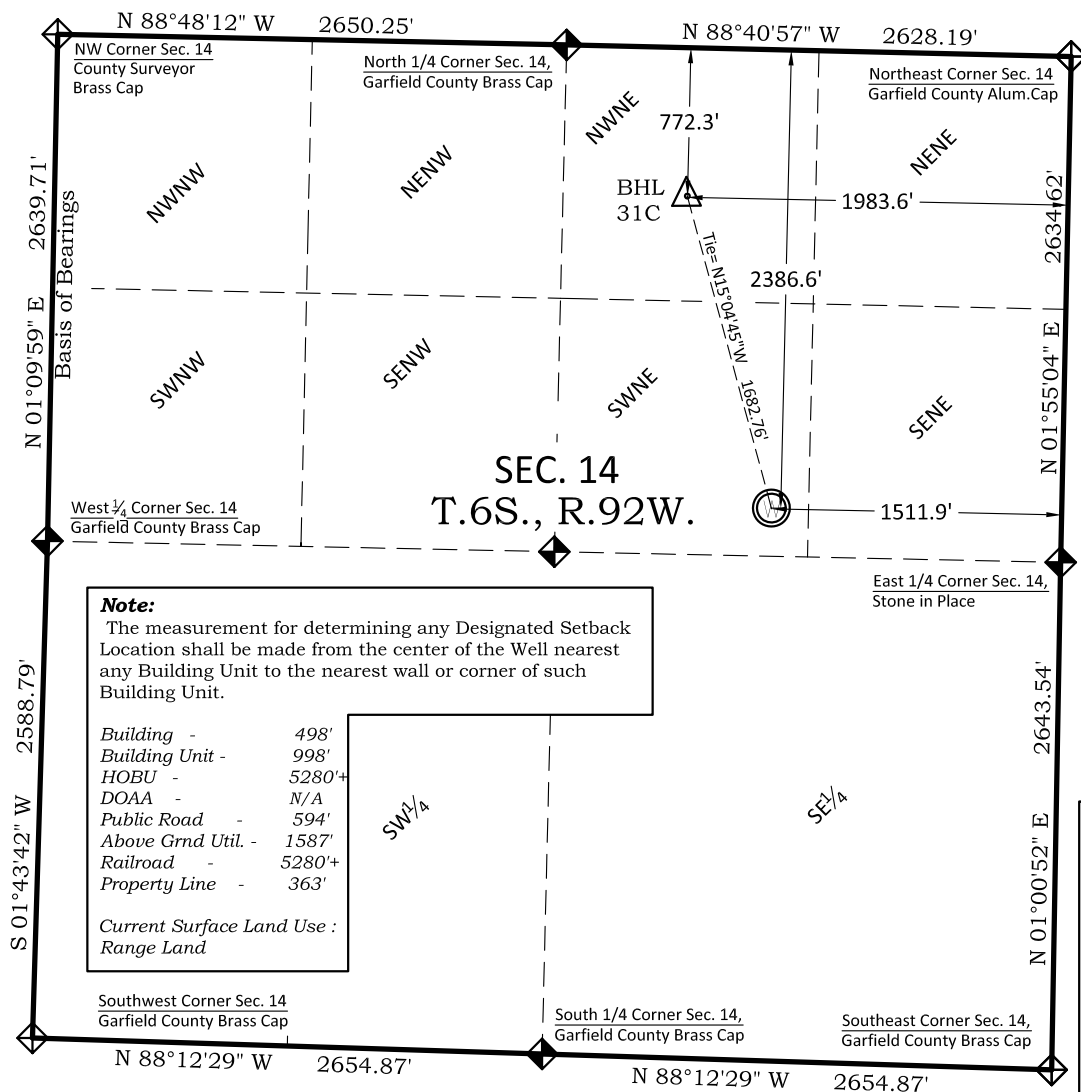 N 88°48'12" W 2650.25'
N 88°40'57" W 2628.19'
NW Corner Sec. 14
County Surveyor
Brass Cap
North 1/4 Corner Sec. 14,
Garfield County Brass Cap
Northeast Corner Sec. 14
Garfield County Alum.Cap
N 01°09'59" E 2639.71'
Basis of Bearings
NWNW
NENW
NWNE
NENE
772.3'
BHL
31C
1983.6'
2634.62'
N 01°55'04" E
Tie= N15°04'45"W 1682.76'
2386.6'
SWNW
SENW
SWNE
SENE
SEC. 14
T.6S., R.92W.
1511.9'
West 1/4 Corner Sec. 14
Garfield County Brass Cap
East 1/4 Corner Sec. 14,
Stone in Place
Note:
The measurement for determining any Designated Setback
Location shall be made from the center of the Well nearest
any Building Unit to the nearest wall or corner of such
Building Unit.
Building - 498'
Building Unit - 998'
HOBU - 5280'+
DOAA - N/A
Public Road - 594'
Above Grnd Util. - 1587'
Railroad - 5280'+
Property Line - 363'
Current Surface Land Use :
Range Land
S 01°43'42" W 2588.79'
SW1/4
SE1/4
N 01°00'52" E 2643.54'
Southwest Corner Sec. 14
Garfield County Brass Cap
South 1/4 Corner Sec. 14,
Garfield County Brass Cap
Southeast Corner Sec. 14,
Garfield County Brass Cap
N 88°12'29" W 2654.87'
N 88°12'29" W 2654.87'